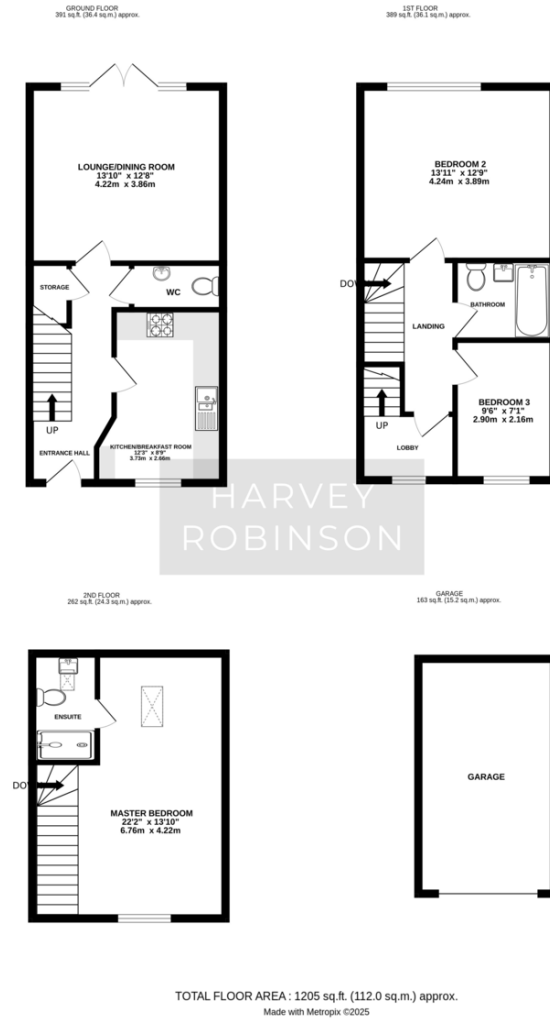 GROUND FLOOR
391 sq.ft. (36.4 sq.m.) approx.
1ST FLOOR
389 sq.ft. (36.1 sq.m.) approx.
LOUNGE/DINING ROOM
13'10" x 12'8"
4.22m x 3.86m
STORAGE
WC
UP
ENTRANCE HALL
KITCHEN/BREAKFAST ROOM
12'3" x 8'9"
3.73m x 2.66m
BEDROOM 2
13'11" x 12'9"
4.24m x 3.89m
DO
BATHROOM
LANDING
BEDROOM 3
9'6" x 7'1"
2.90m x 2.16m
UP
LOBBY
HARVEY
ROBINSON
2ND FLOOR
262 sq.ft. (24.3 sq.m.) approx.
GARAGE
163 sq.ft. (15.2 sq.m.) approx.
ENSUITE
DO
MASTER BEDROOM
22'2" x 13'10"
6.76m x 4.22m
GARAGE
TOTAL FLOOR AREA : 1205 sq.ft. (112.0 sq.m.) approx.
Made with Metropix ©2025